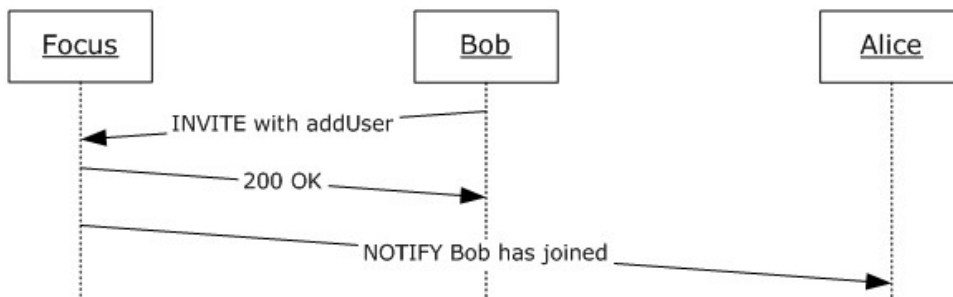 Focus
Bob
Alice
INVITE with addUser
200 OK
NOTIFY Bob has joined